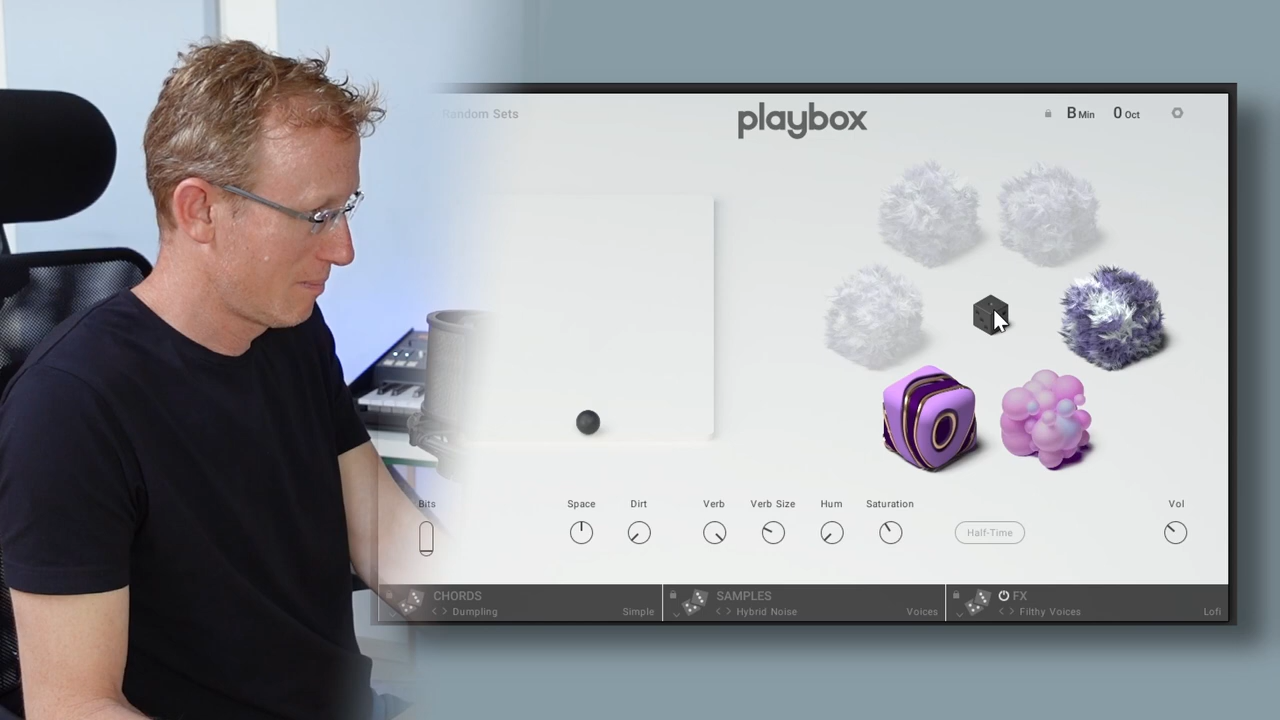 Random Sets
playbox
B Min
0 Oct
Bits
Space
Dirt
Verb
Verb Size
Hum
Saturation
Half-Time
Vol
CHORDS
< > Dumpling
Simple
SAMPLES
< > Hybrid Noise
Voices
FX
< > Filthy Voices
Lofi